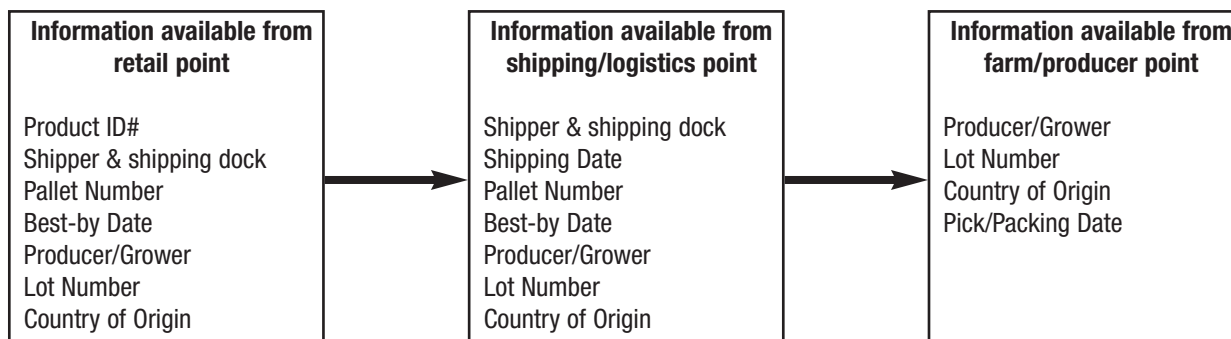 Information available from
retail point
Product ID#
Shipper & shipping dock
Pallet Number
Best-by Date
Producer/Grower
Lot Number
Country of Origin
Information available from
shipping/logistics point
Shipper & shipping dock
Shipping Date
Pallet Number
Best-by Date
Producer/Grower
Lot Number
Country of Origin
Information available from
farm/producer point
Producer/Grower
Lot Number
Country of Origin
Pick/Packing Date